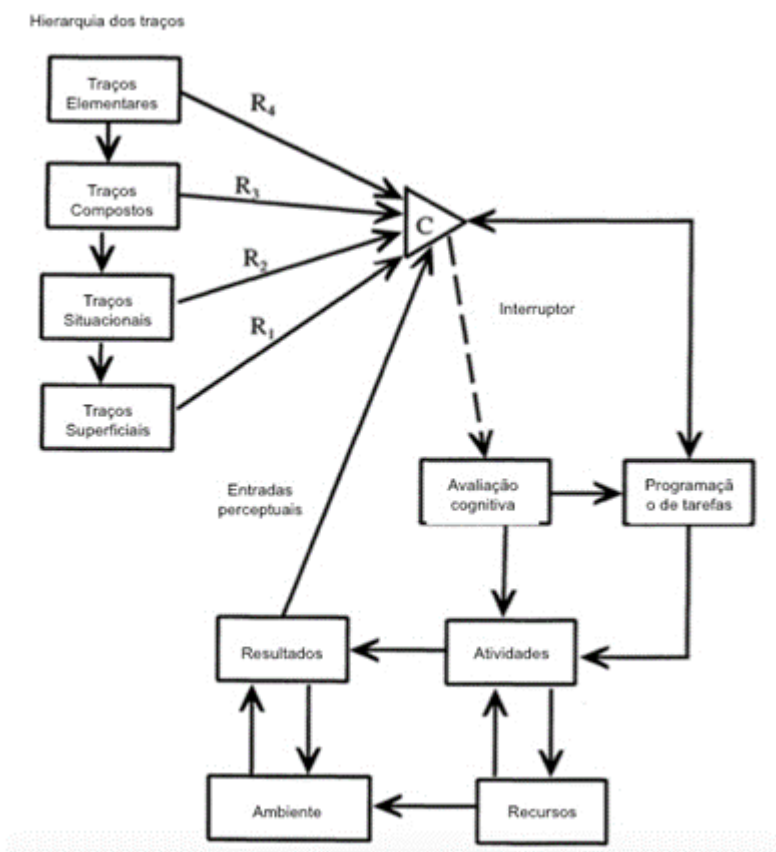 Hierarquia dos traços
Traços
Elementares
R₄
Traços
Compostos
R₃
C
Traços
Situacionais
R₂
Interruptor
R₁
Traços
Superficiais
Entradas
perceptuais
Avaliação
cognitiva
Programaçã
o de tarefas
Resultados
Atividades
Ambiente
Recursos